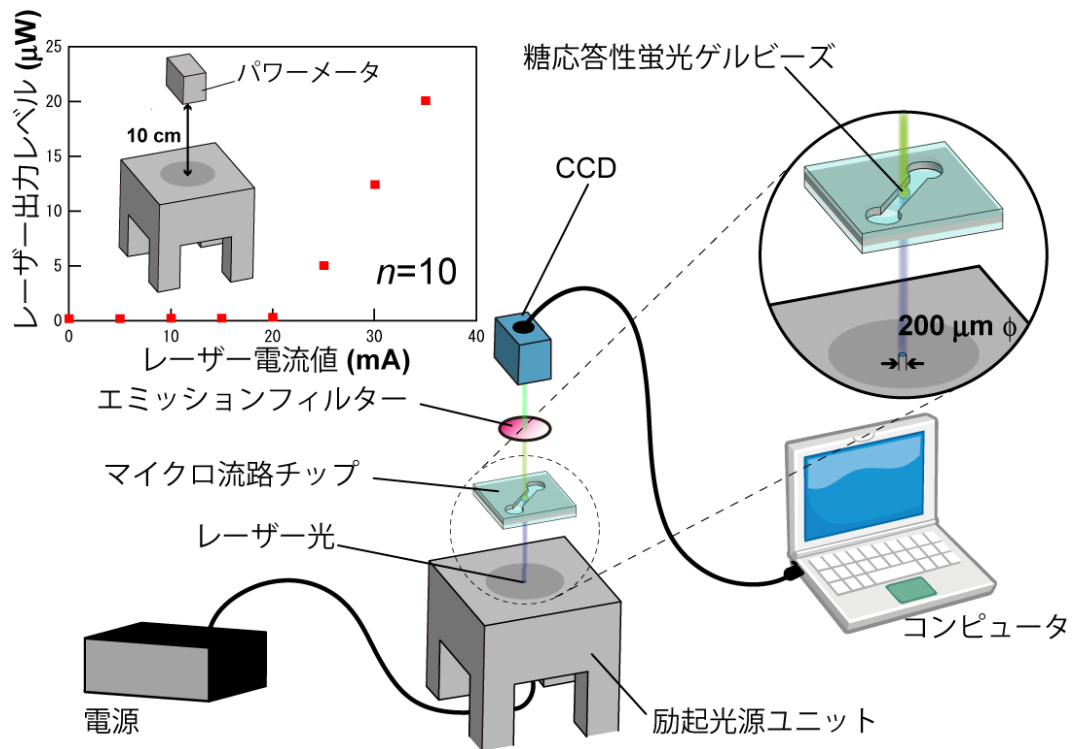 レーザー出力レベル (μW)
25
20
15
10
5
0
0
10
20
30
40
レーザー電流値 (mA)
パワーメータ
10 cm
n=10
糖応答性蛍光ゲルビーズ
CCD
200 μm ϕ
エミッションフィルター
マイクロ流路チップ
レーザー光
コンピュータ
電源
励起光源ユニット